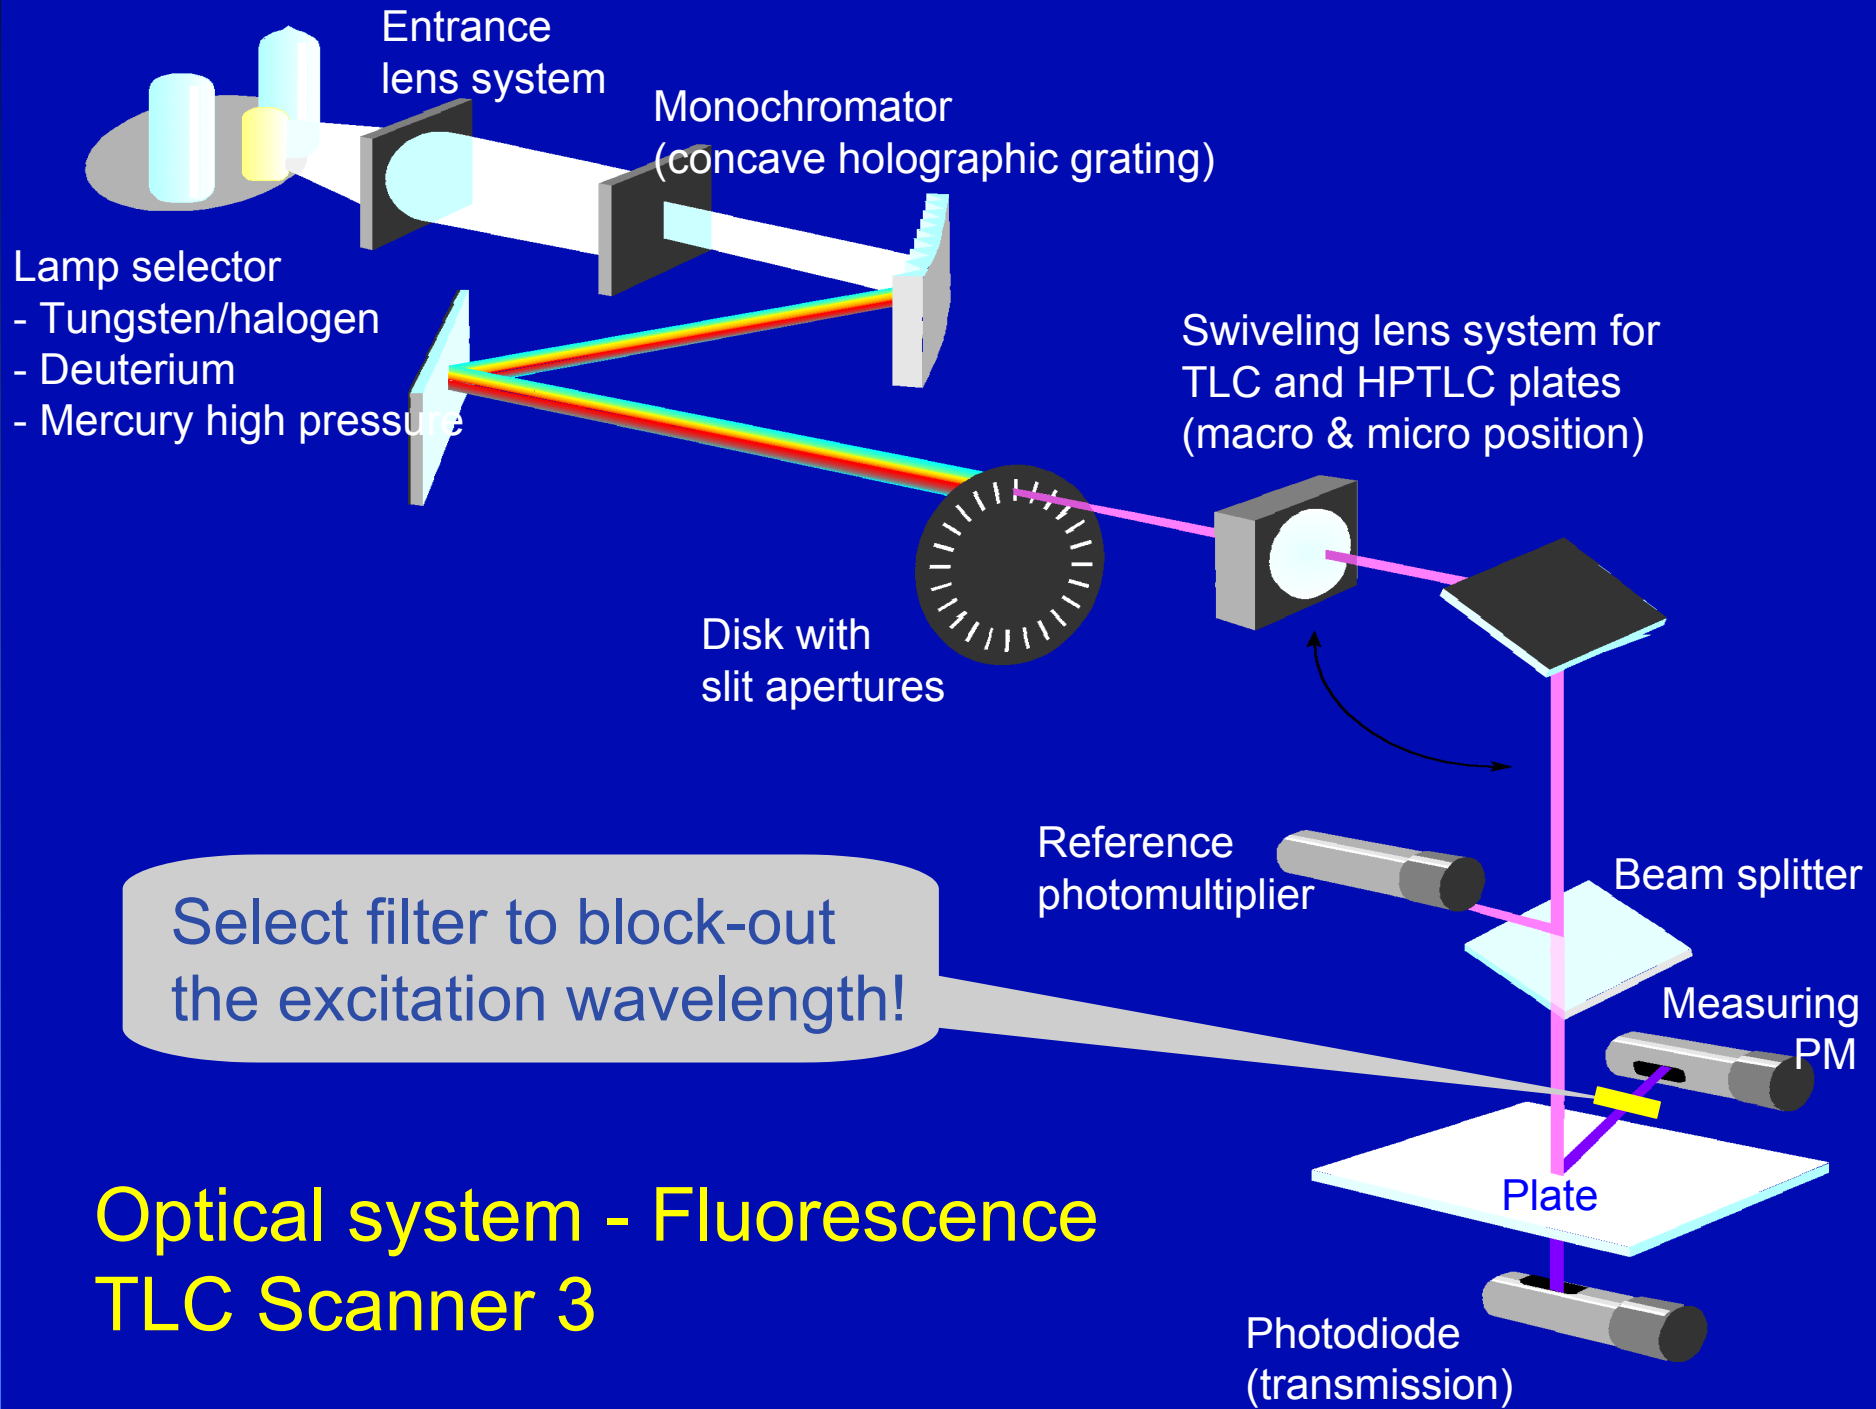 Entrance
lens system
Monochromator
(concave holographic grating)
Lamp selector
- Tungsten/halogen
- Deuterium
- Mercury high pressure
Swiveling lens system for
TLC and HPTLC plates
(macro & micro position)
Disk with
slit apertures
Reference
photomultiplier
Beam splitter
Select filter to block-out
the excitation wavelength!
Measuring
PM
Plate
Optical system - Fluorescence
TLC Scanner 3
Photodiode
(transmission)